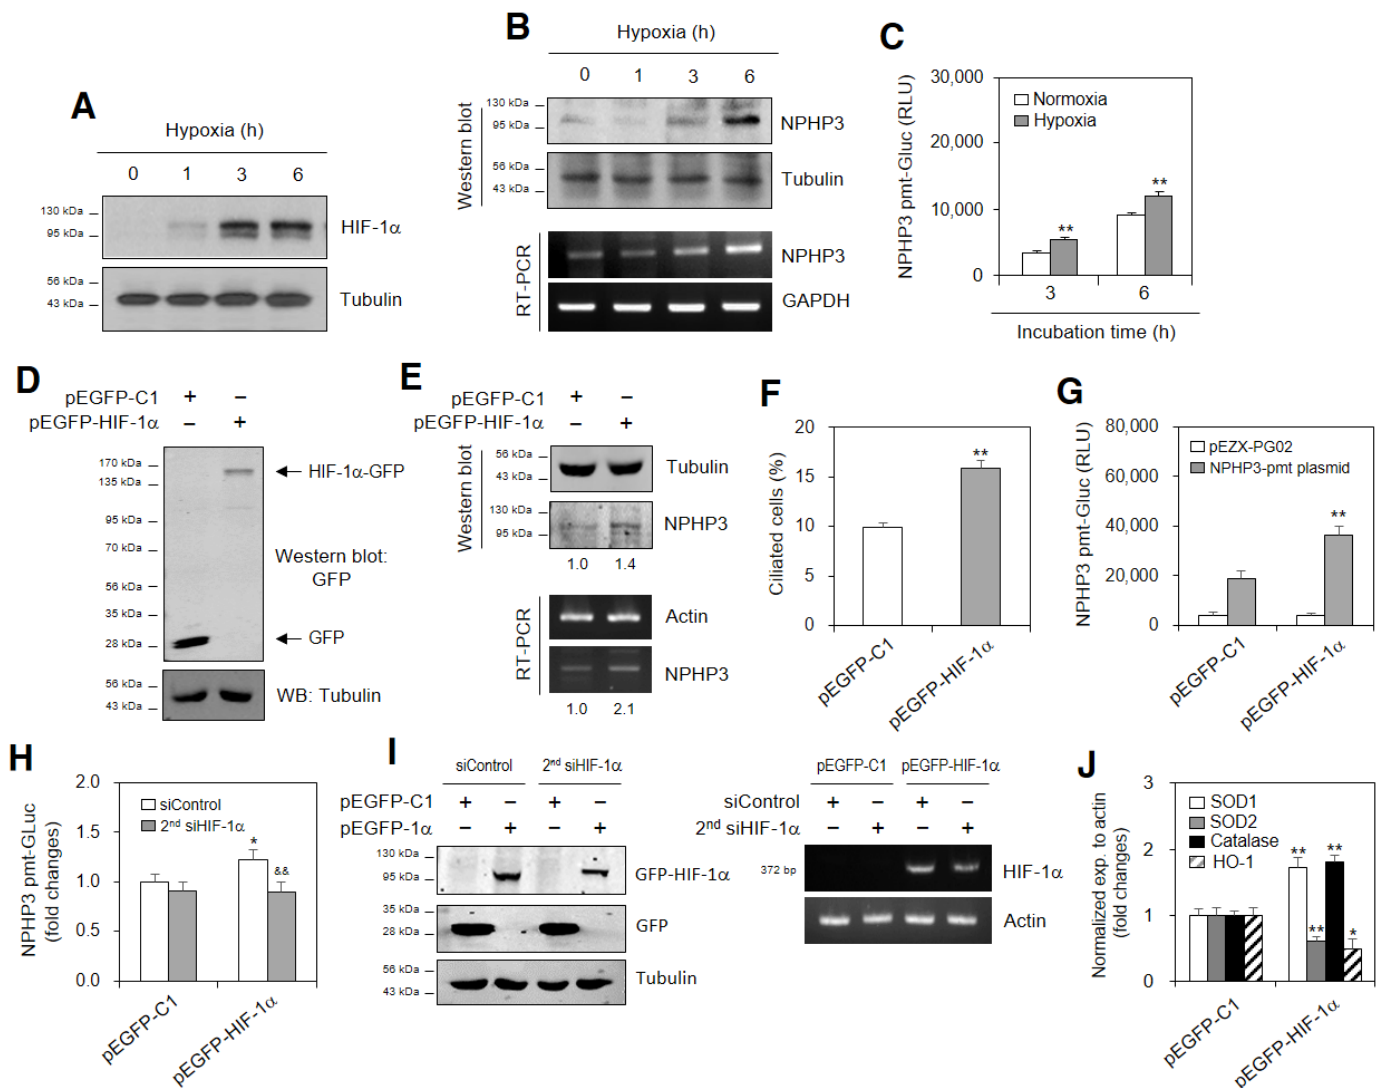 A
Hypoxia (h)
0 1 3 6
130 kDa
95 kDa
HIF-1α
56 kDa
43 kDa
Tubulin
B
Hypoxia (h)
0 1 3 6
Western blot
130 kDa
95 kDa
NPHP3
56 kDa
43 kDa
Tubulin
RT-PCR
NPHP3
GAPDH
C
NPHP3 pmt-Gluc (RLU)
30,000
20,000
10,000
0
Normoxia
Hypoxia
** **
3 6
Incubation time (h)
D
pEGFP-C1 + –
pEGFP-HIF-1α – +
170 kDa
135 kDa
95 kDa
70 kDa
56 kDa
35 kDa
28 kDa
HIF-1α-GFP
Western blot:
GFP
GFP
56 kDa
43 kDa
WB: Tubulin
E
pEGFP-C1 + –
pEGFP-HIF-1α – +
Western blot
56 kDa
43 kDa
Tubulin
130 kDa
95 kDa
NPHP3
1.0 1.4
RT-PCR
Actin
NPHP3
1.0 2.1
F
Ciliated cells (%)
20
15
10
5
0
**
pEGFP-C1
pEGFP-HIF-1α
G
NPHP3 pmt-Gluc (RLU)
80,000
60,000
40,000
20,000
0
pEZX-PG02
NPHP3-pmt plasmid
**
pEGFP-C1
pEGFP-HIF-1α
H
NPHP3 pmt-GLuc
(fold changes)
2.0
1.5
1.0
0.5
0.0
siControl
2nd siHIF-1α
*
&&
pEGFP-C1
pEGFP-HIF-1α
I
siControl 2nd siHIF-1α
pEGFP-C1 + – + –
pEGFP-1α – + – +
130 kDa
95 kDa
GFP-HIF-1α
35 kDa
28 kDa
GFP
56 kDa
43 kDa
Tubulin
pEGFP-C1 pEGFP-HIF-1α
siControl + – + –
2nd siHIF-1α – + – +
372 bp
HIF-1α
Actin
J
Normalized exp. to actin
(fold changes)
3
2
1
0
SOD1
SOD2
Catalase
HO-1
** **
** *
pEGFP-C1
pEGFP-HIF-1α